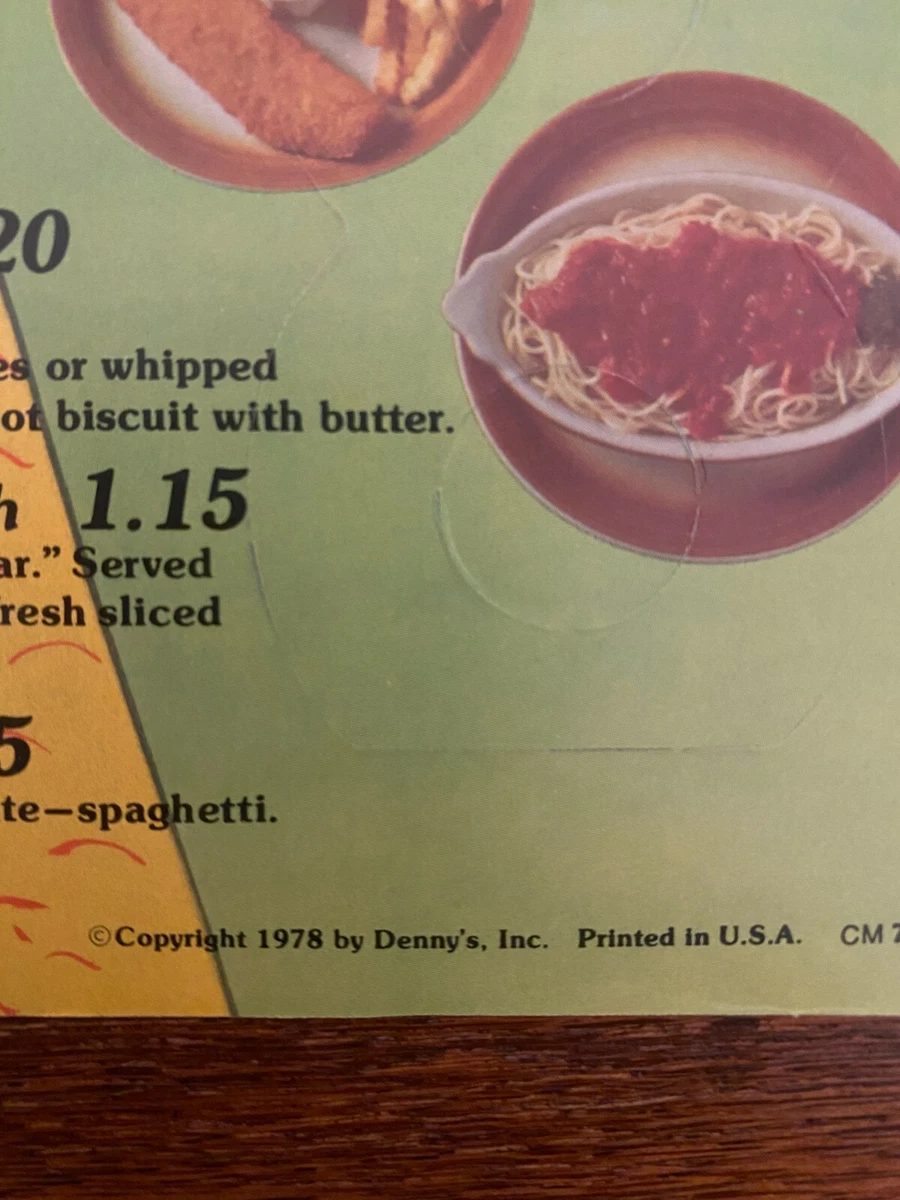 20
es or whipped
ot biscuit with butter.
h 1.15
ar.” Served
resh sliced
5
te—spaghetti.
©Copyright 1978 by Denny's, Inc. Printed in U.S.A. CM 7